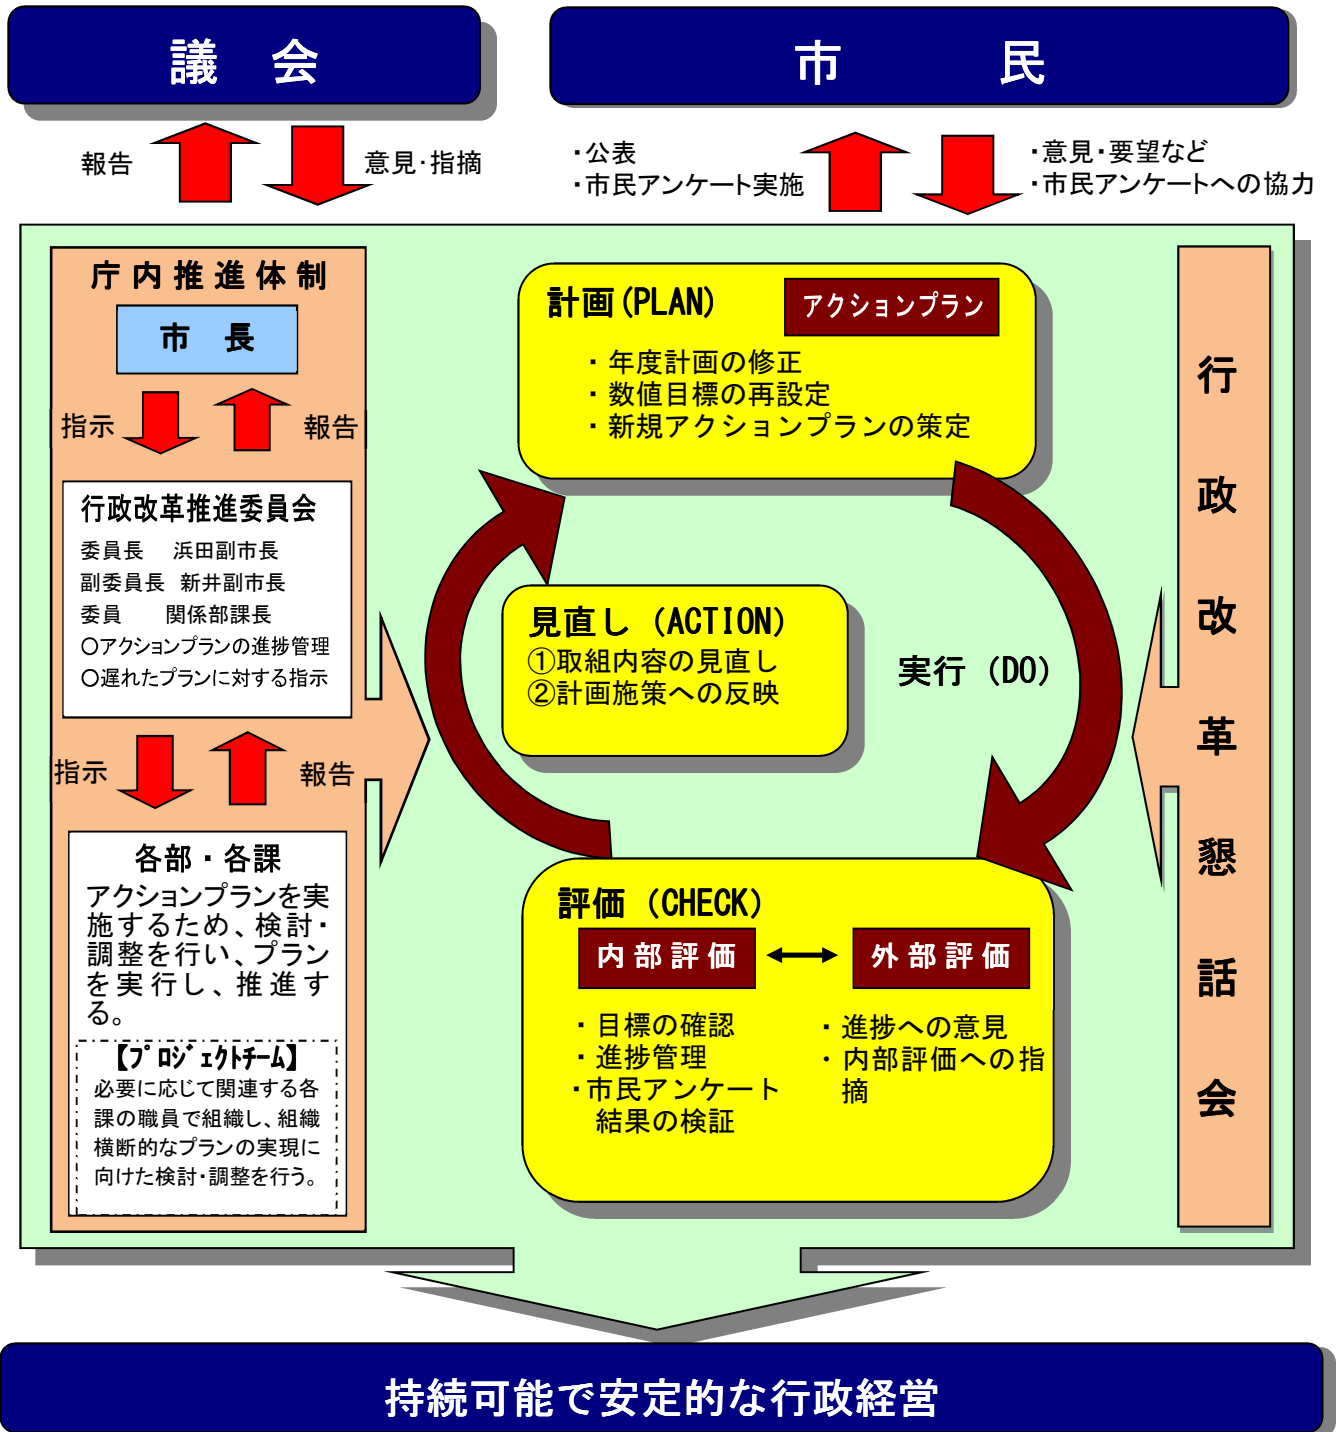 議 会
市 民
報告
意見・指摘
・公表
・市民アンケート実施
・意見・要望など
・市民アンケートへの協力
庁内推進体制
市 長
指示
報告
行政改革推進委員会
委員長 浜田副市長
副委員長 新井副市長
委員 関係部課長
○アクションプランの進捗管理
○遅れたプランに対する指示
指示
報告
各部・各課
アクションプランを実
施するため、検討・
調整を行い、プラン
を実行し、推進す
る。
【プロジェクトチーム】
必要に応じて関連する各
課の職員で組織し、組織
横断的なプランの実現に
向けた検討・調整を行う。
計画(PLAN)
アクションプラン
・年度計画の修正
・数値目標の再設定
・新規アクションプランの策定
見直し(ACTION)
①取組内容の見直し
②計画施策への反映
実行(DO)
評価(CHECK)
内部評価
外部評価
・目標の確認
・進捗管理
・市民アンケート
結果の検証
・進捗への意見
・内部評価への指
摘
行政改革懇話会
持続可能で安定的な行政経営